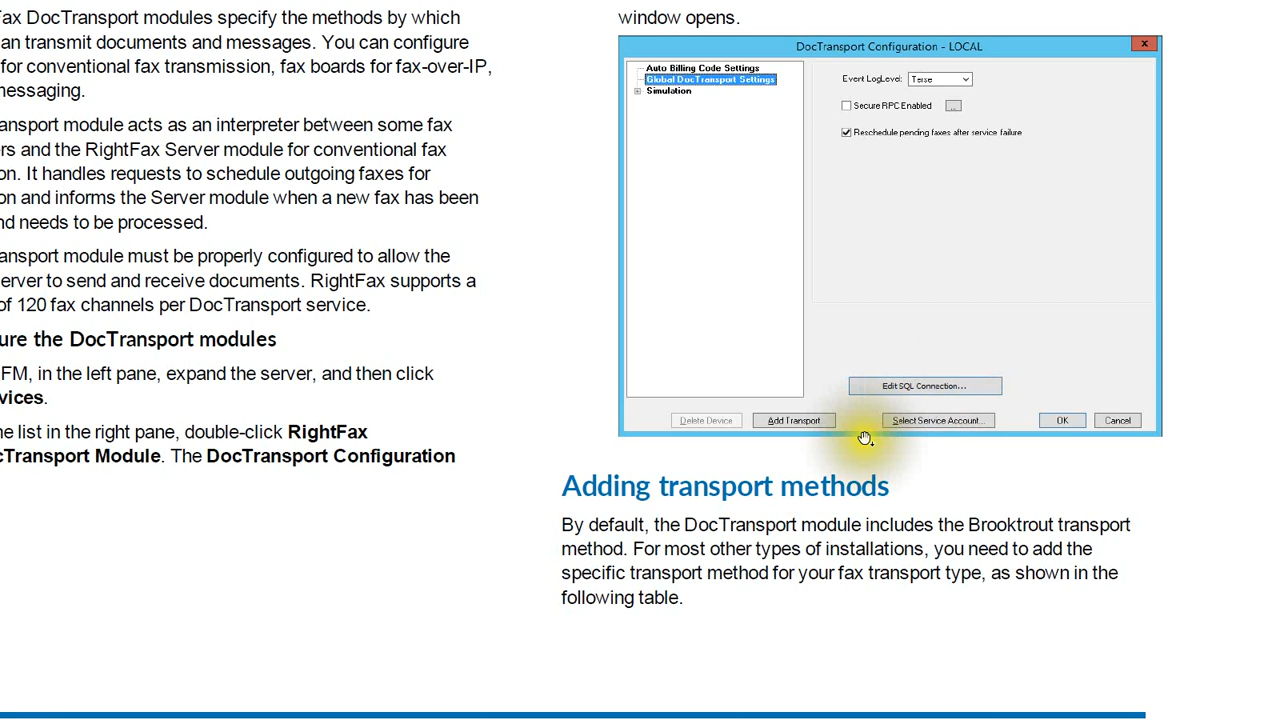 Fax DocTransport modules specify the methods by which
an transmit documents and messages. You can configure
for conventional fax transmission, fax boards for fax-over-IP,
messaging.
ansport module acts as an interpreter between some fax
rs and the RightFax Server module for conventional fax
on. It handles requests to schedule outgoing faxes for
on and informs the Server module when a new fax has been
nd needs to be processed.
ansport module must be properly configured to allow the
erver to send and receive documents. RightFax supports a
of 120 fax channels per DocTransport service.
ure the DocTransport modules
FM, in the left pane, expand the server, and then click
vices.
he list in the right pane, double-click RightFax
cTransport Module. The DocTransport Configuration
window opens.
DocTransport Configuration - LOCAL
x
Auto Billing Code Settings
Global DocTransport Settings
Simulation
Event LogLevel: Terse
Secure RPC Enabled ...
Reschedule pending faxes after service failure
Edit SQL Connection...
Delete Device Add Transport Select Service Account... OK Cancel
Adding transport methods
By default, the DocTransport module includes the Brooktrout transport
method. For most other types of installations, you need to add the
specific transport method for your fax transport type, as shown in the
following table.